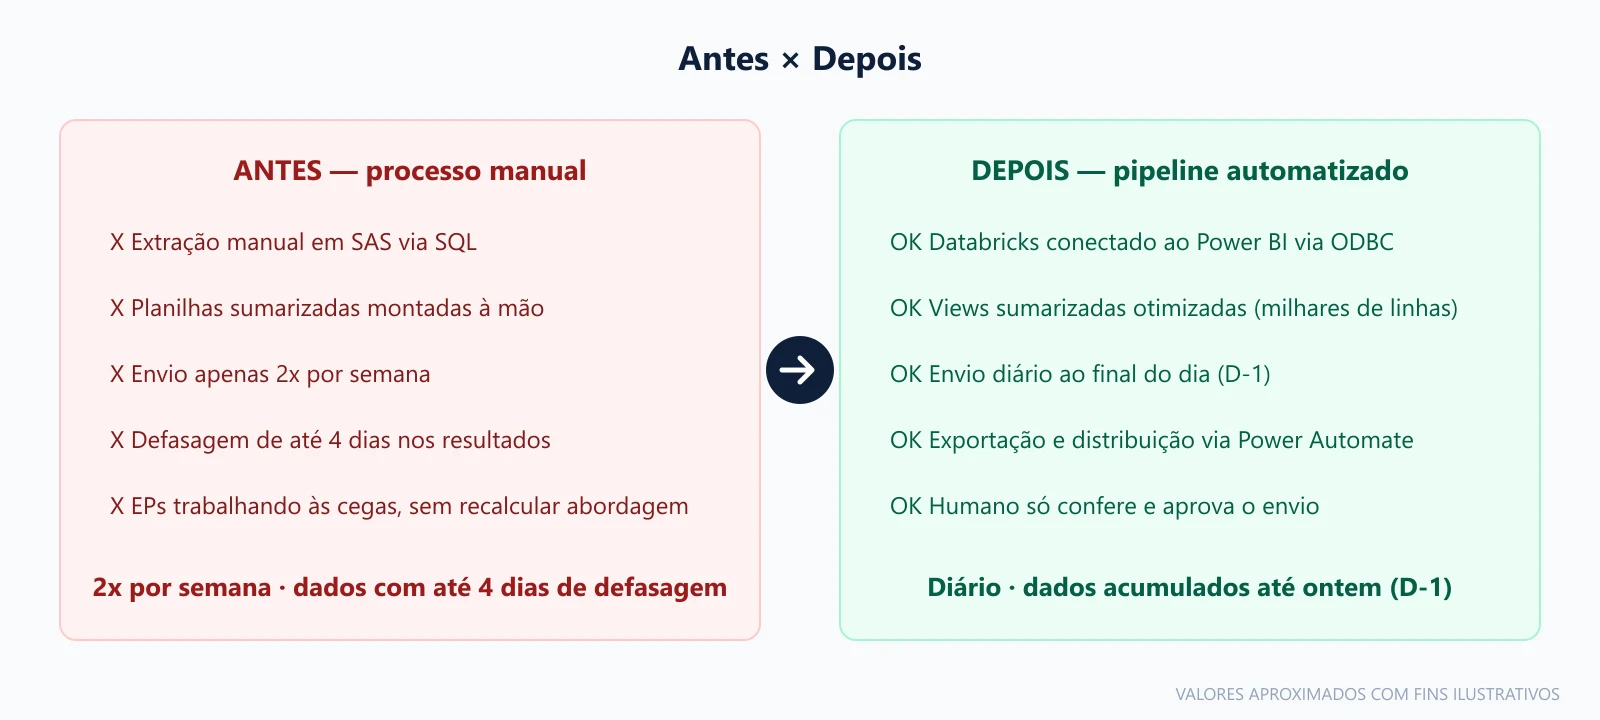 Antes × Depois
ANTES — processo manual
X Extração manual em SAS via SQL
X Planilhas sumarizadas montadas à mão
X Envio apenas 2x por semana
X Defasagem de até 4 dias nos resultados
X EPs trabalhando às cegas, sem recalcular abordagem
2x por semana · dados com até 4 dias de defasagem
DEPOIS — pipeline automatizado
OK Databricks conectado ao Power BI via ODBC
OK Views sumarizadas otimizadas (milhares de linhas)
OK Envio diário ao final do dia (D-1)
OK Exportação e distribuição via Power Automate
OK Humano só confere e aprova o envio
Diário · dados acumulados até ontem (D-1)
VALORES APROXIMADOS COM FINS ILUSTRATIVOS